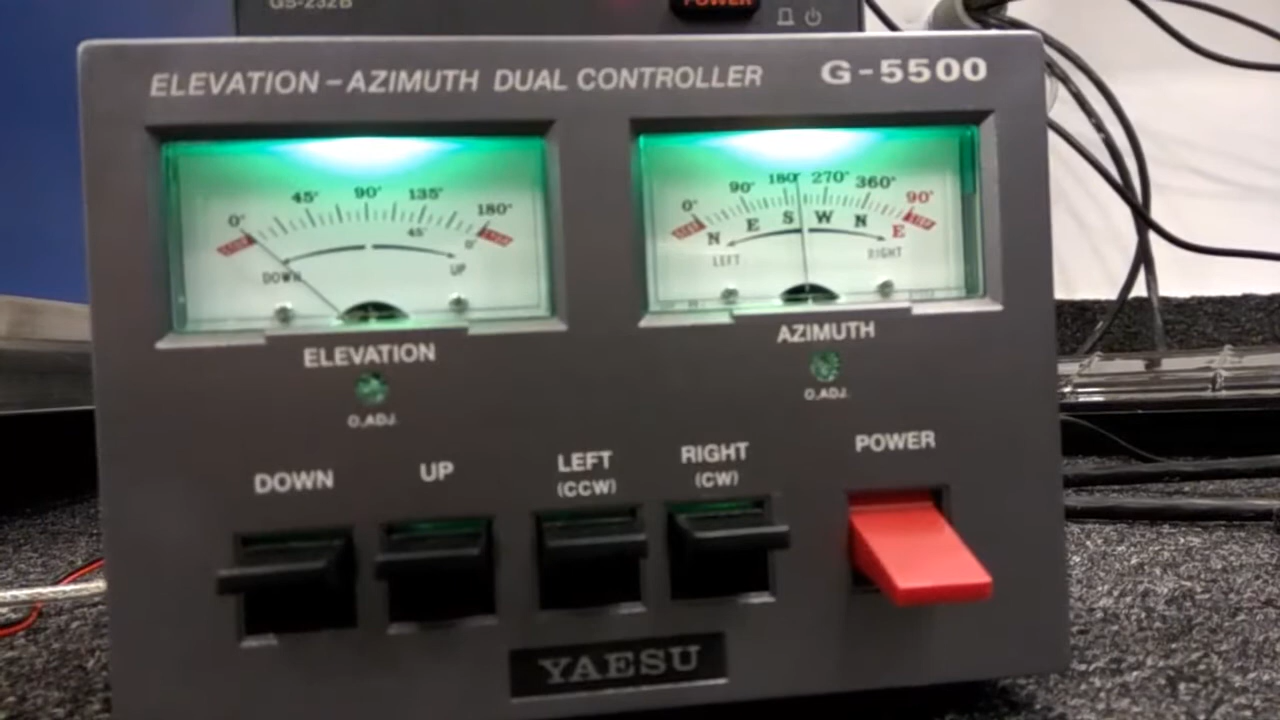 GS-232B
POWER
ELEVATION – AZIMUTH DUAL CONTROLLER G-5500
0° 45° 90° 135° 180°
45° 0°
DOWN UP
0° 90° 180° 270° 360° 90°
N E S W N E
LEFT RIGHT
ELEVATION
O.ADJ.
AZIMUTH
O.ADJ.
DOWN
UP
LEFT
(CCW)
RIGHT
(CW)
POWER
YAESU